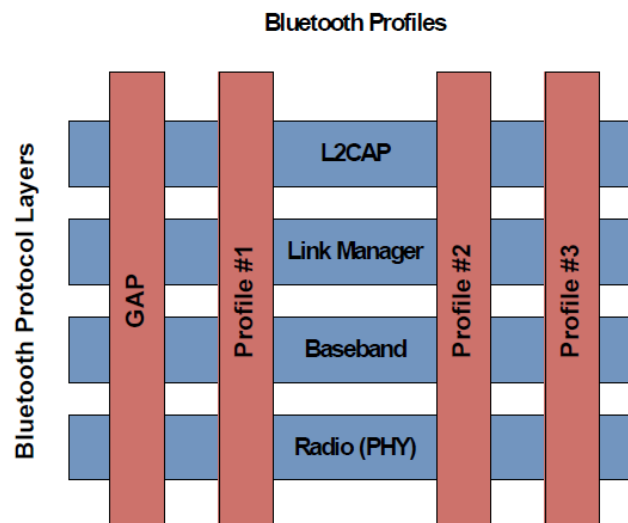 Bluetooth Profiles
Bluetooth Protocol Layers
GAP
Profile #1
Profile #2
Profile #3
L2CAP
Link Manager
Baseband
Radio (PHY)